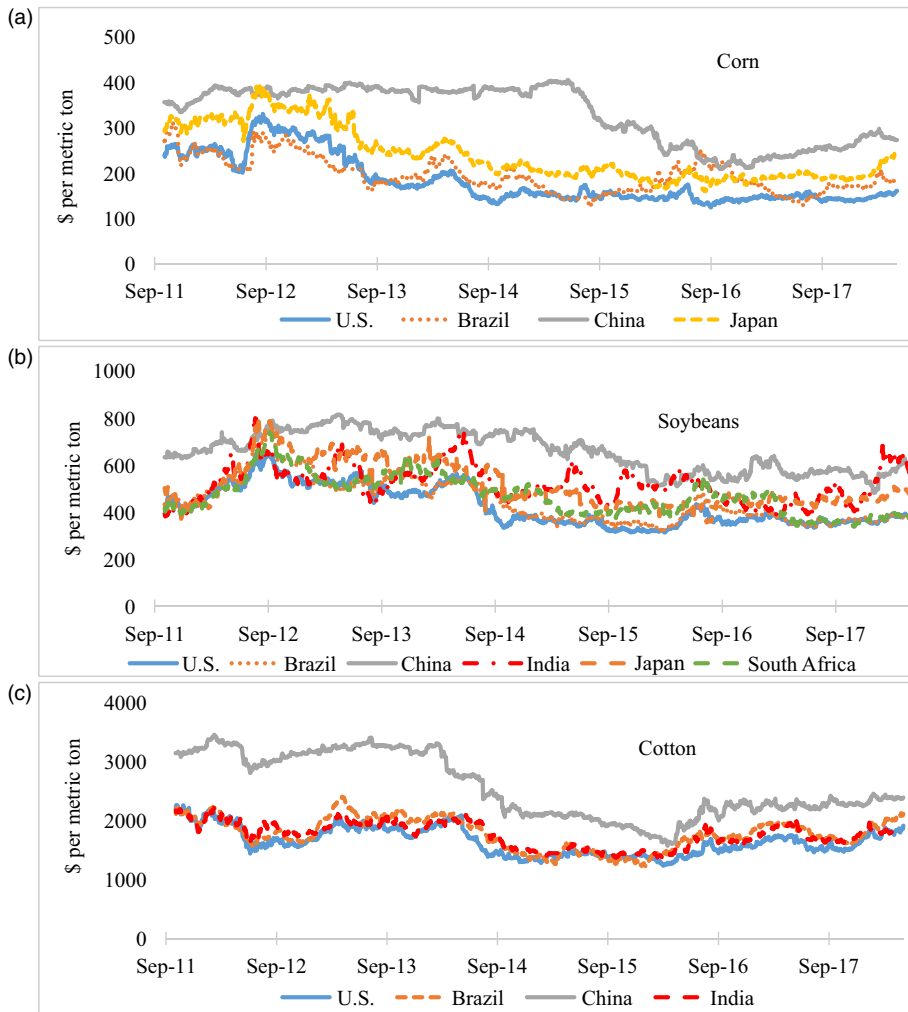 (a)
500
400
300
200
100
0
$ per metric ton
Corn
Sep-11 Sep-12 Sep-13 Sep-14 Sep-15 Sep-16 Sep-17
U.S. Brazil China Japan
(b)
1000
800
600
400
200
0
$ per metric ton
Soybeans
Sep-11 Sep-12 Sep-13 Sep-14 Sep-15 Sep-16 Sep-17
U.S. Brazil China India Japan South Africa
(c)
4000
3000
2000
1000
0
$ per metric ton
Cotton
Sep-11 Sep-12 Sep-13 Sep-14 Sep-15 Sep-16 Sep-17
U.S. Brazil China India